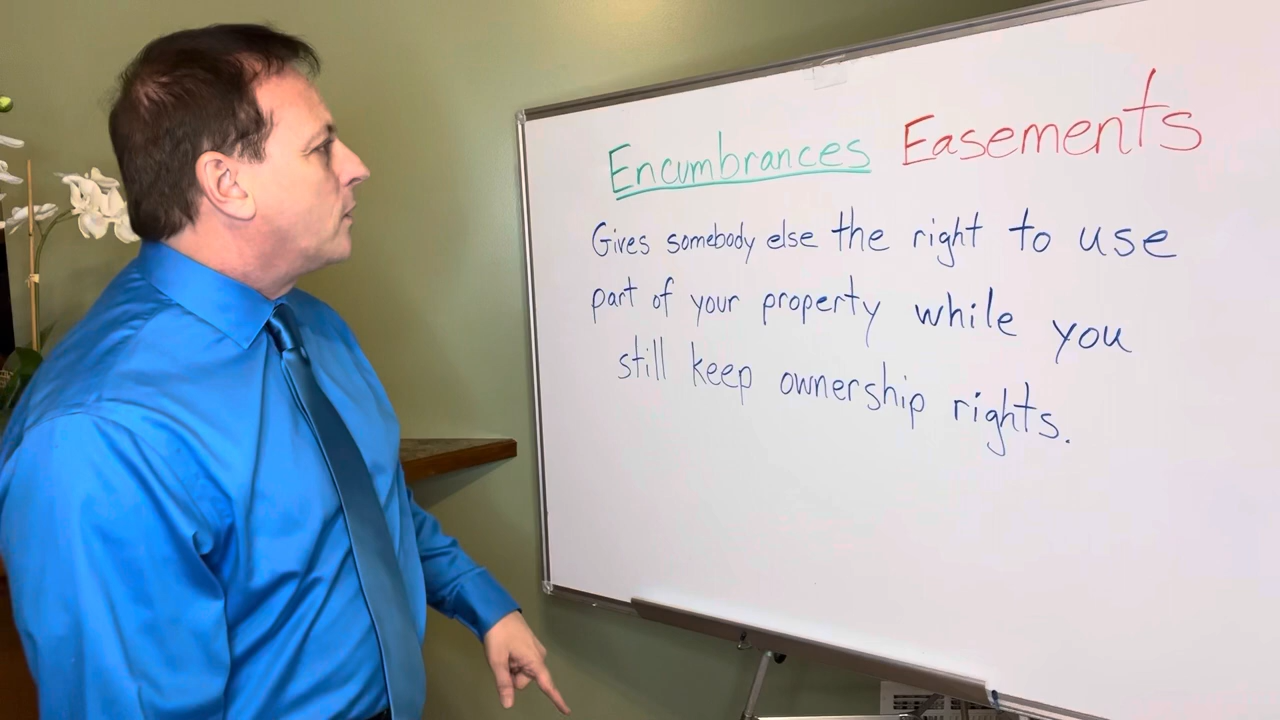 Encumbrances Easements
Gives somebody else the right to use
part of your property while you
still keep ownership rights.